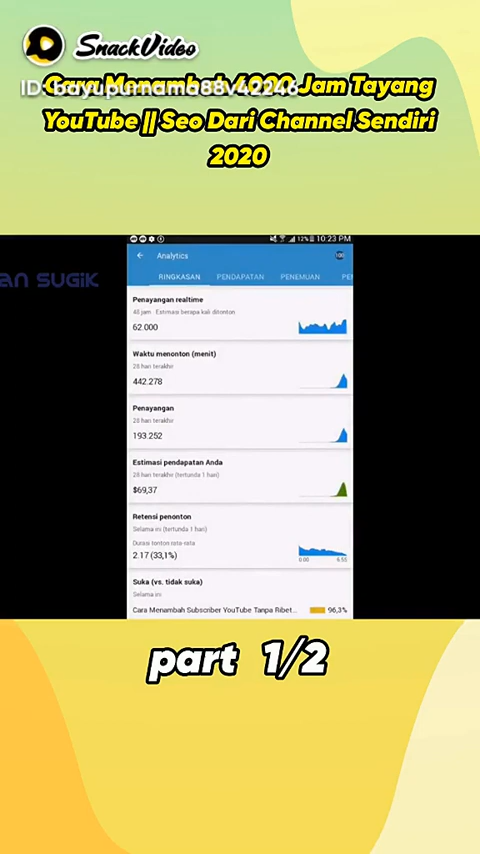 SnackVideo
ID: bayupurnama88v42246
Cara Menambah 4000 Jam Tayang
YouTube || Seo Dari Channel Sendiri
2020
AN SUGIK
12% 10:23 PM
Analytics
RINGKASAN PENDAPATAN PENEMUAN PE
Penayangan realtime
48 jam Estimasi berapa kali ditonton
62.000
Waktu menonton (menit)
28 hari terakhir
442.278
Penayangan
28 hari terakhir
193.252
Estimasi pendapatan Anda
28 hari terakhir (tertunda 1 hari)
$69,37
Retensi penonton
Selama ini (tertunda 1 hari)
Durasi tonton rata-rata
2.17 (33,1%)
0.00 6.55
Suka (vs. tidak suka)
Selama ini
Cara Menambah Subscriber YouTube Tanpa Ribet... 96,3%
part 1/2